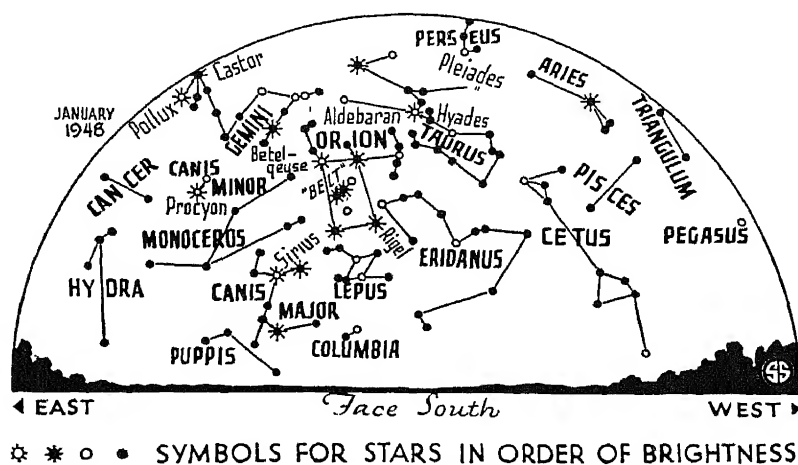 PERSEUS
Castor
Pleiades
ARIES
Pollux
JANUARY
1948
Aldebaran
Hyades
TRIANGULUM
GEMINI
ORION
TAURUS
Betel-
geuse
CANIS
MINOR
"BELT"
CANCER
PISCES
Procyon
MONOCEROS
Sirius
Rigel
ERIDANUS
CETUS
PEGASUS
HYDRA
CANIS
LEPUS
MAJOR
PUPPIS
COLUMBIA
SS
EAST
Face South
WEST
SYMBOLS FOR STARS IN ORDER OF BRIGHTNESS